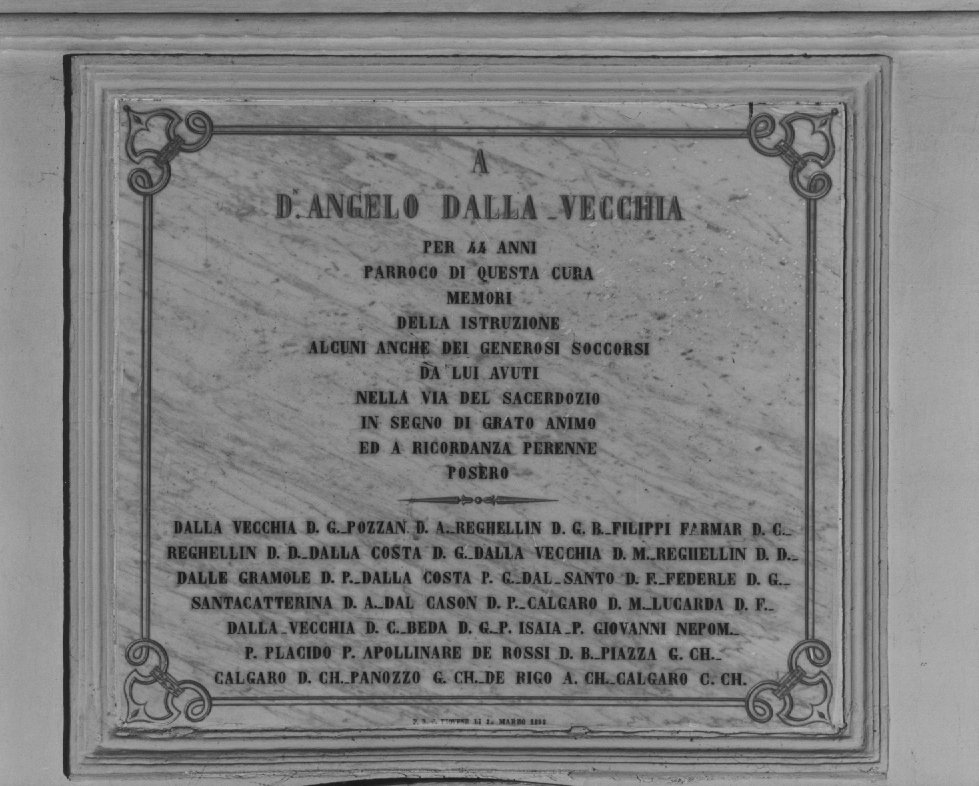 A
D.N ANGELO DALLA VECCHIA
PER 44 ANNI
PARROCO DI QUESTA CURA
MEMORI
DELLA ISTRUZIONE
ALCUNI ANCHE DEI GENEROSI SOCCORSI
DA LUI AVUTI
NELLA VIA DEL SACERDOZIO
IN SEGNO DI GRATO ANIMO
ED A RICORDANZA PERENNE
POSERO
DALLA VECCHIA D. G._POZZAN D. A._REGHELLIN D. G. B._FILIPPI FARMAR D. C._
REGHELLIN D. D._DALLA COSTA D. G._DALLA VECCHIA D. M._REGHELLIN D. D._
DALLE GRAMOLE D. P._DALLA COSTA P. G._DAL SANTO D. F._FEDERLE D. G._
SANTACATTERINA D. A._DAL CASON D. P._CALGARO D. M._LUCARDA D. F._
DALLA VECCHIA D. C._BEDA D. G._P. ISAIA_P. GIOVANNI NEPOM._
P. PLACIDO P. APOLLINARE DE ROSSI D. B._PIAZZA G. CH._
CALGARO D. CH._PANOZZO G. CH._DE RIGO A. CH._CALGARO C. CH.
MARZO